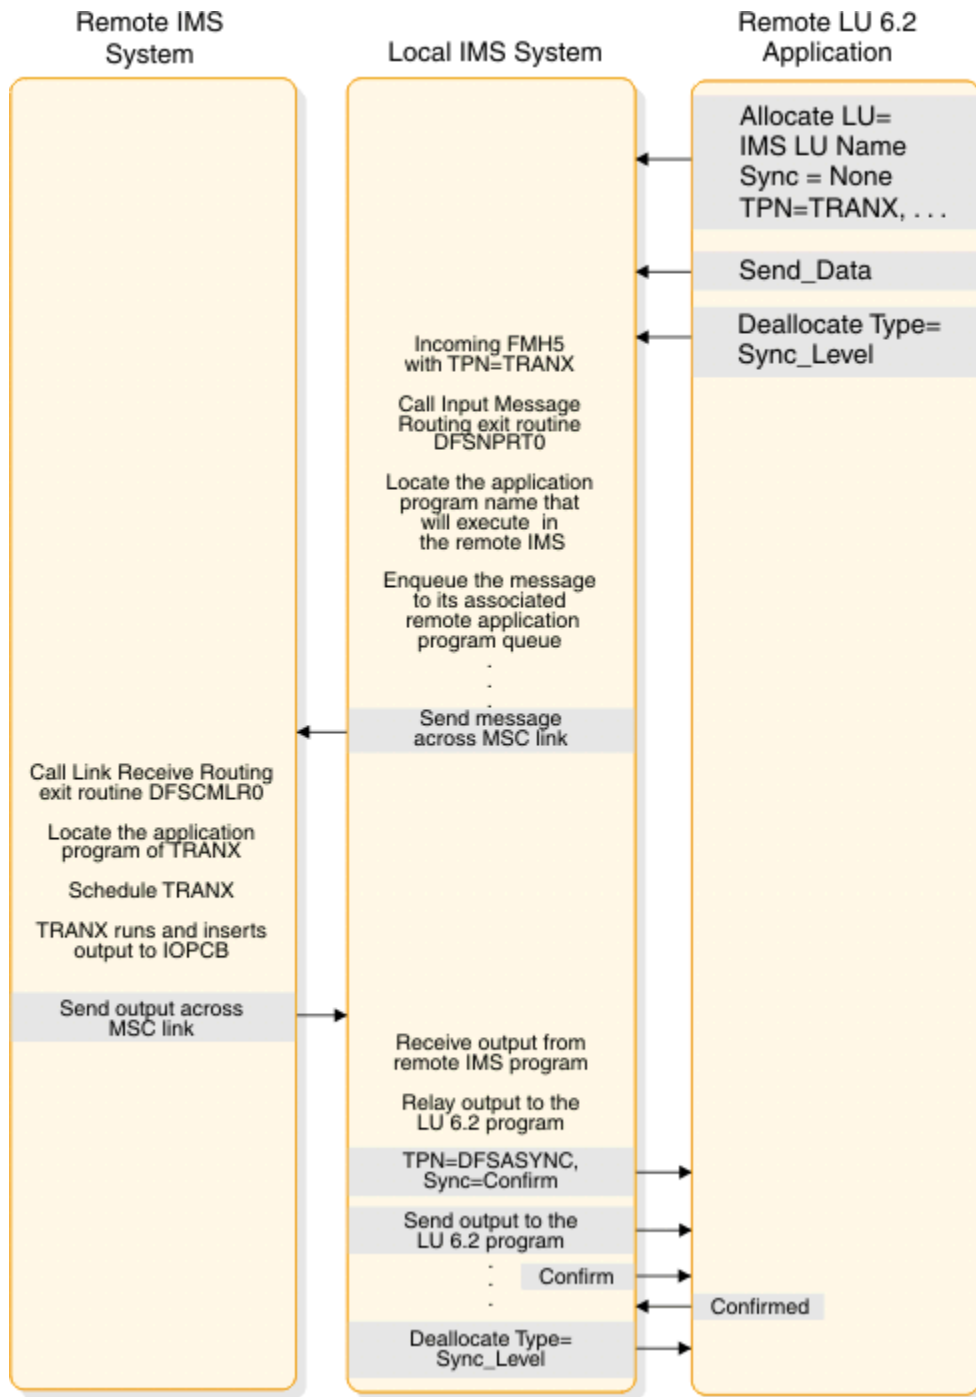 Remote IMS
System
Local IMS System
Remote LU 6.2
Application
Allocate LU=
IMS LU Name
Sync = None
TPN=TRANX, . . .
Send_Data
Deallocate Type=
Sync_Level
Incoming FMH5
with TPN=TRANX
Call Input Message
Routing exit routine
DFSNPRT0
Locate the application
program name that
will execute in
the remote IMS
Enqueue the message
to its associated
remote application
program queue
.
.
.
Send message
across MSC link
Call Link Receive Routing
exit routine DFSCMLR0
Locate the application
program of TRANX
Schedule TRANX
TRANX runs and inserts
output to IOPCB
Send output across
MSC link
Receive output from
remote IMS program
Relay output to the
LU 6.2 program
TPN=DFSASYNC,
Sync=Confirm
Send output to the
LU 6.2 program
.
.
.
Confirm
Confirmed
Deallocate Type=
Sync_Level